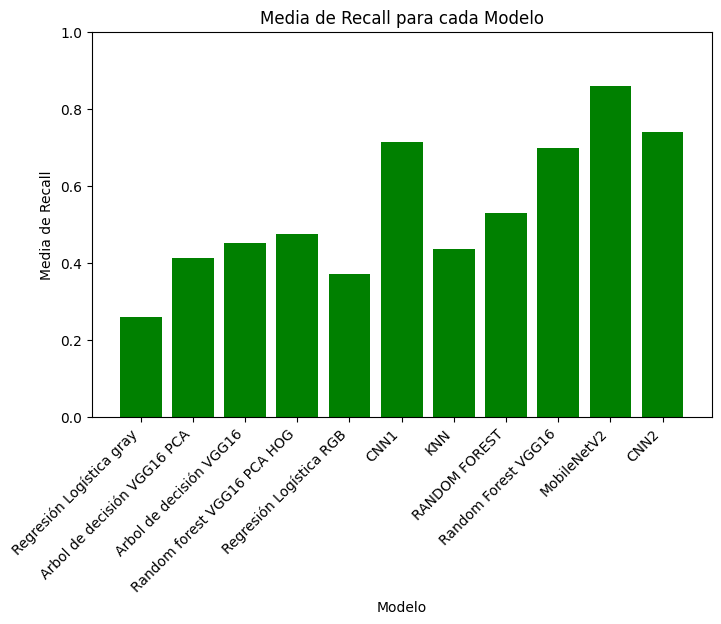 Media de Recall para cada Modelo
Media de Recall
1.0
0.8
0.6
0.4
0.2
0.0
Regresión Logística gray
Arbol de decisión VGG16 PCA
Arbol de decisión VGG16
Random forest VGG16 PCA HOG
Regresión Logística RGB
CNN1
KNN
RANDOM FOREST
Random Forest VGG16
MobileNetV2
CNN2
Modelo